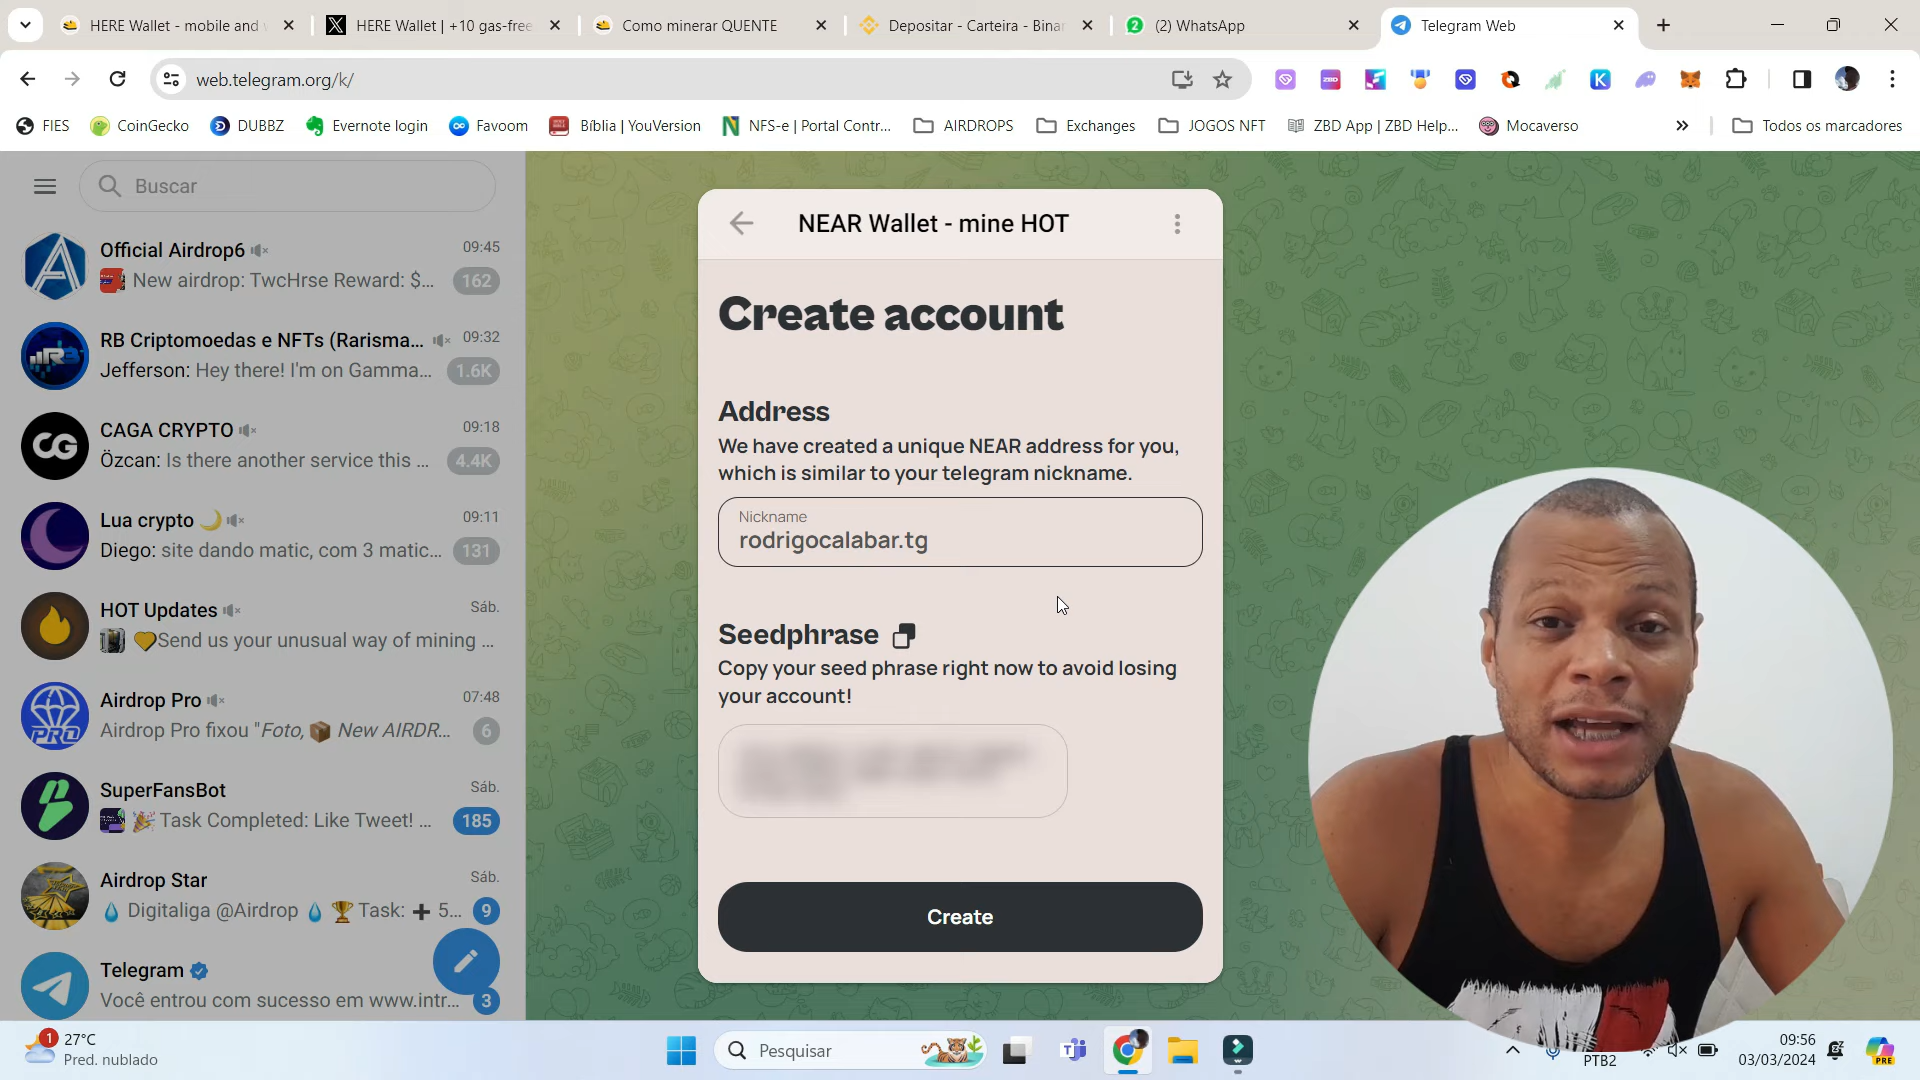 HERE Wallet - mobile and w
HERE Wallet | +10 gas-free
Como minerar QUENTE
Depositar - Carteira - Binan
(2) WhatsApp
Telegram Web
web.telegram.org/k/
FIES
CoinGecko
DUBBZ
Evernote login
Favoom
Bíblia | YouVersion
NFS-e | Portal Contr...
AIRDROPS
Exchanges
JOGOS NFT
ZBD App | ZBD Help...
Mocaverso
Todos os marcadores
Buscar
Official Airdrop6
09:45
New airdrop: TwcHrse Reward: $...
162
RB Criptomoedas e NFTs (Rarisma...
09:32
Jefferson: Hey there! I'm on Gamma...
1.6K
CAGA CRYPTO
09:18
Özcan: Is there another service this ...
4.4K
Lua crypto
09:11
Diego: site dando matic, com 3 matic...
131
HOT Updates
Sáb.
Send us your unusual way of mining ...
Airdrop Pro
07:48
Airdrop Pro fixou "Foto, 📦 New AIRDR...
6
SuperFansBot
Sáb.
Task Completed: Like Tweet! ...
185
Airdrop Star
Sáb.
💧 Digitaliga @Airdrop 💧 🏆 Task: ➕ 5...
9
Telegram
Você entrou com sucesso em www.intr...
3
NEAR Wallet - mine HOT
Create account
Address
We have created a unique NEAR address for you,
which is similar to your telegram nickname.
Nickname
rodrigocalabar.tg
Seedphrase
Copy your seed phrase right now to avoid losing
your account!
Create
1
27°C
Pred. nublado
Pesquisar
PTB2
09:56
03/03/2024
PRE